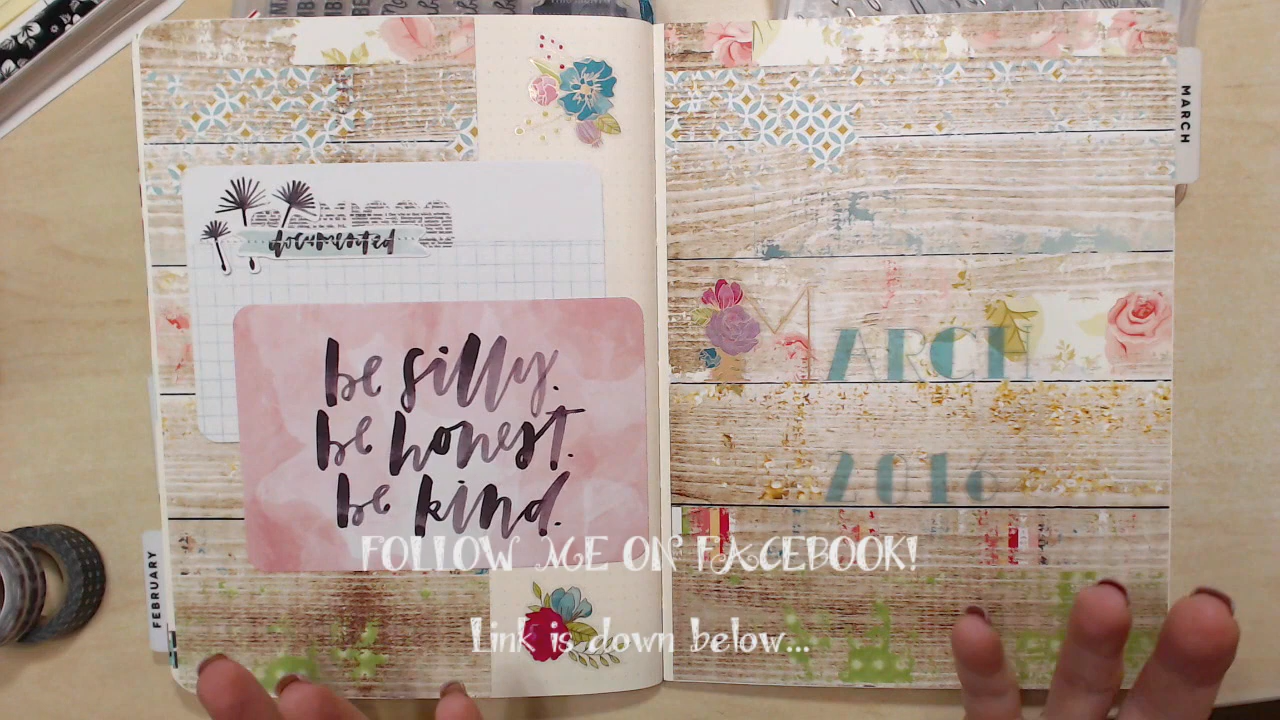 documented
be silly.
be honest.
be kind.
MARCH
2016
MARCH
FEBRUARY
FOLLOW ME ON FACEBOOK!
Link is down below...